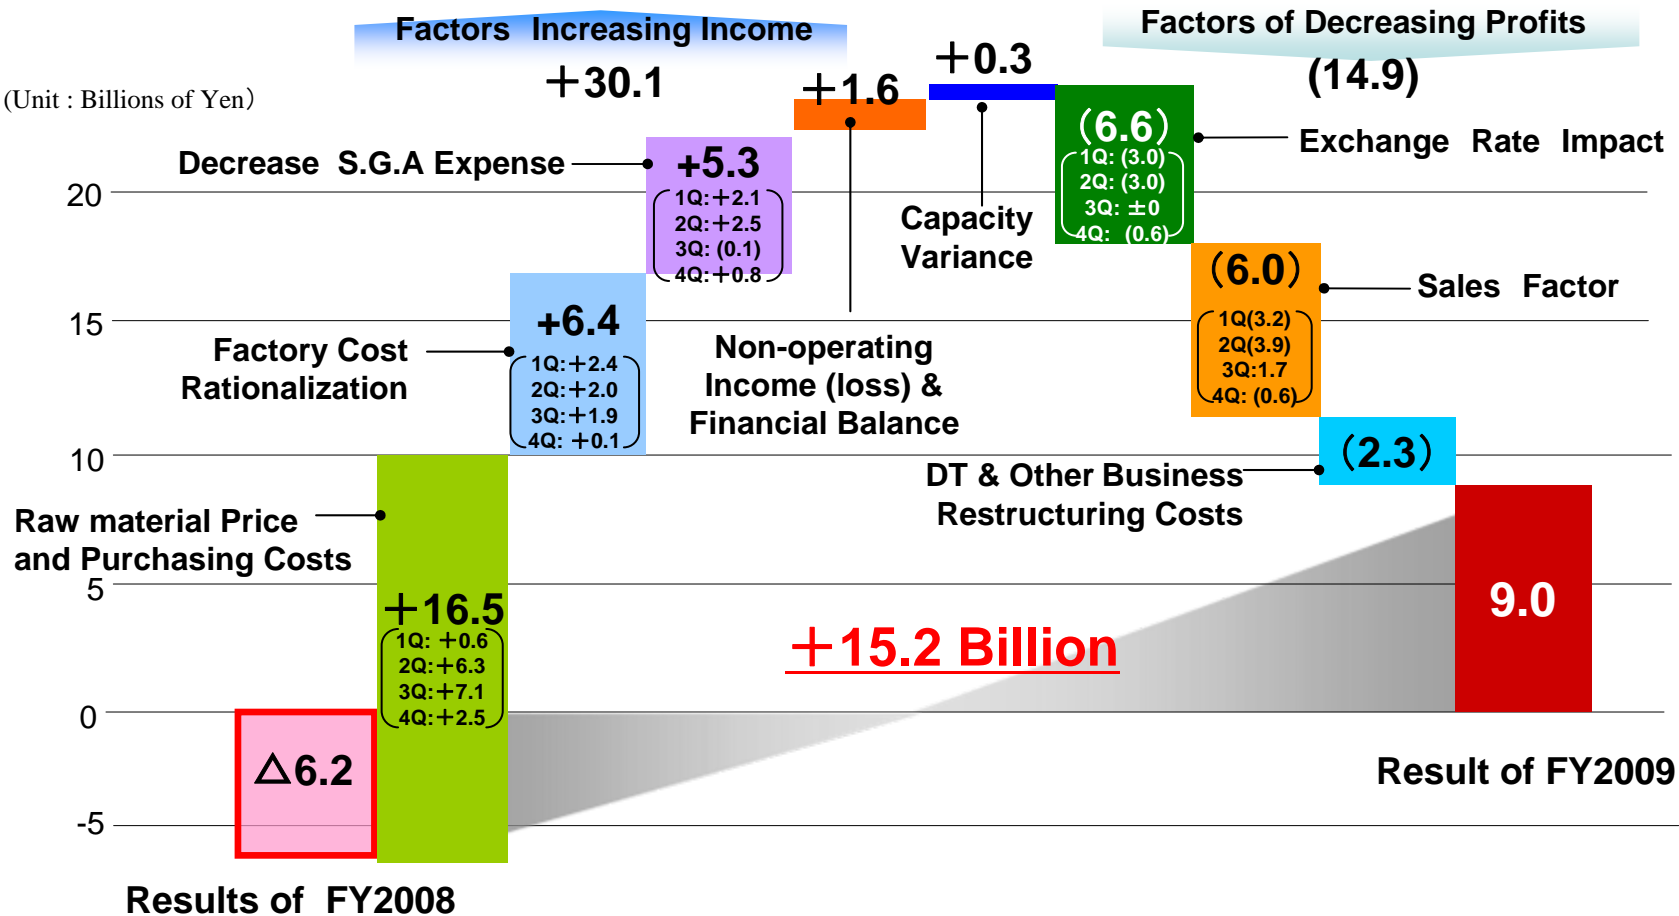 Factors Increasing Income
+30.1
Factors of Decreasing Profits
(14.9)
(Unit : Billions of Yen)
+1.6
+0.3
Decrease S.G.A Expense
+5.3
1Q:+2.1
2Q:+2.5
3Q: (0.1)
4Q:+0.8
(6.6)
1Q: (3.0)
2Q: (3.0)
3Q: ±0
4Q: (0.6)
Exchange Rate Impact
20
Capacity
Variance
(6.0)
1Q(3.2)
2Q(3.9)
3Q:1.7
4Q: (0.6)
Sales Factor
15
Factory Cost
Rationalization
+6.4
1Q:+2.4
2Q:+2.0
3Q:+1.9
4Q: +0.1
Non-operating
Income (loss) &
Financial Balance
10
DT & Other Business
Restructuring Costs
(2.3)
Raw material Price
and Purchasing Costs
5
+16.5
1Q: +0.6
2Q:+6.3
3Q:+7.1
4Q:+2.5
+15.2 Billion
9.0
0
△6.2
Result of FY2009
-5
Results of FY2008